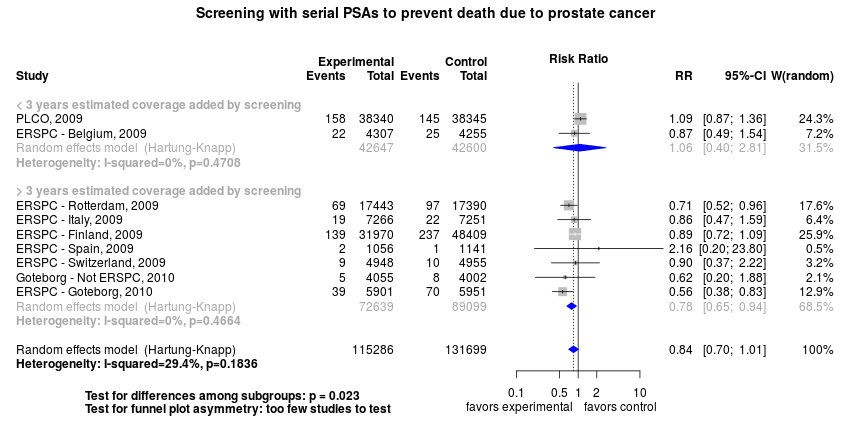 Screening with serial PSAs to prevent death due to prostate cancer
Experimental Control Risk Ratio
Study Events Total Events Total RR 95%-CI W(random)
< 3 years estimated coverage added by screening
PLCO, 2009 158 38340 145 38345 1.09 [0.87; 1.36] 24.3%
ERSPC - Belgium, 2009 22 4307 25 4255 0.87 [0.49; 1.54] 7.2%
Random effects model (Hartung-Knapp) 42647 42600 1.06 [0.40; 2.81] 31.5%
Heterogeneity: I-squared=0%, p=0.4708
> 3 years estimated coverage added by screening
ERSPC - Rotterdam, 2009 69 17443 97 17390 0.71 [0.52; 0.96] 17.6%
ERSPC - Italy, 2009 19 7266 22 7251 0.86 [0.47; 1.59] 6.4%
ERSPC - Finland, 2009 139 31970 237 48409 0.89 [0.72; 1.09] 25.9%
ERSPC - Spain, 2009 2 1056 1 1141 2.16 [0.20; 23.80] 0.5%
ERSPC - Switzerland, 2009 9 4948 10 4955 0.90 [0.37; 2.22] 3.2%
Goteborg - Not ERSPC, 2010 5 4055 8 4002 0.62 [0.20; 1.88] 2.1%
ERSPC - Goteborg, 2010 39 5901 70 5951 0.56 [0.38; 0.83] 12.9%
Random effects model (Hartung-Knapp) 72639 89099 0.78 [0.65; 0.94] 68.5%
Heterogeneity: I-squared=0%, p=0.4664
Random effects model (Hartung-Knapp) 115286 131699 0.84 [0.70; 1.01] 100%
Heterogeneity: I-squared=29.4%, p=0.1836
0.1 0.5 1 2 10
favors experimental favors control
Test for differences among subgroups: p = 0.023
Test for funnel plot asymmetry: too few studies to test